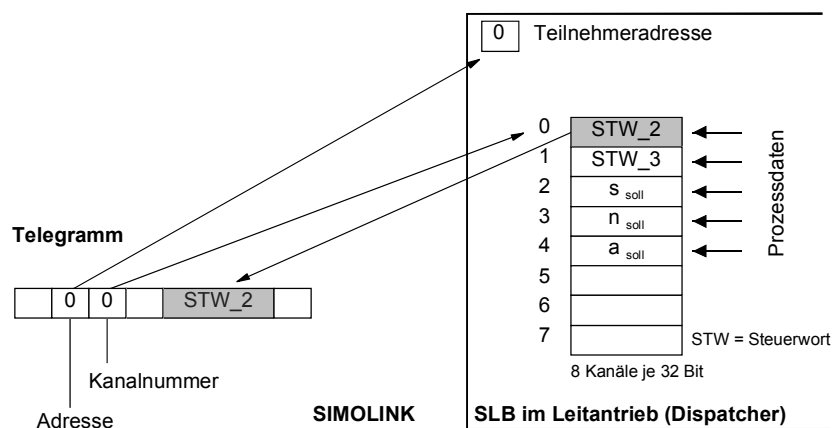 0 Teilnehmeradresse
0 STW_2
1 STW_3
2 s soll
3 n soll
4 a soll
5
6
7
Prozessdaten
STW = Steuerwort
8 Kanäle je 32 Bit
Telegramm
0 0 STW_2
Kanalnummer
Adresse
SIMOLINK
SLB im Leitantrieb (Dispatcher)